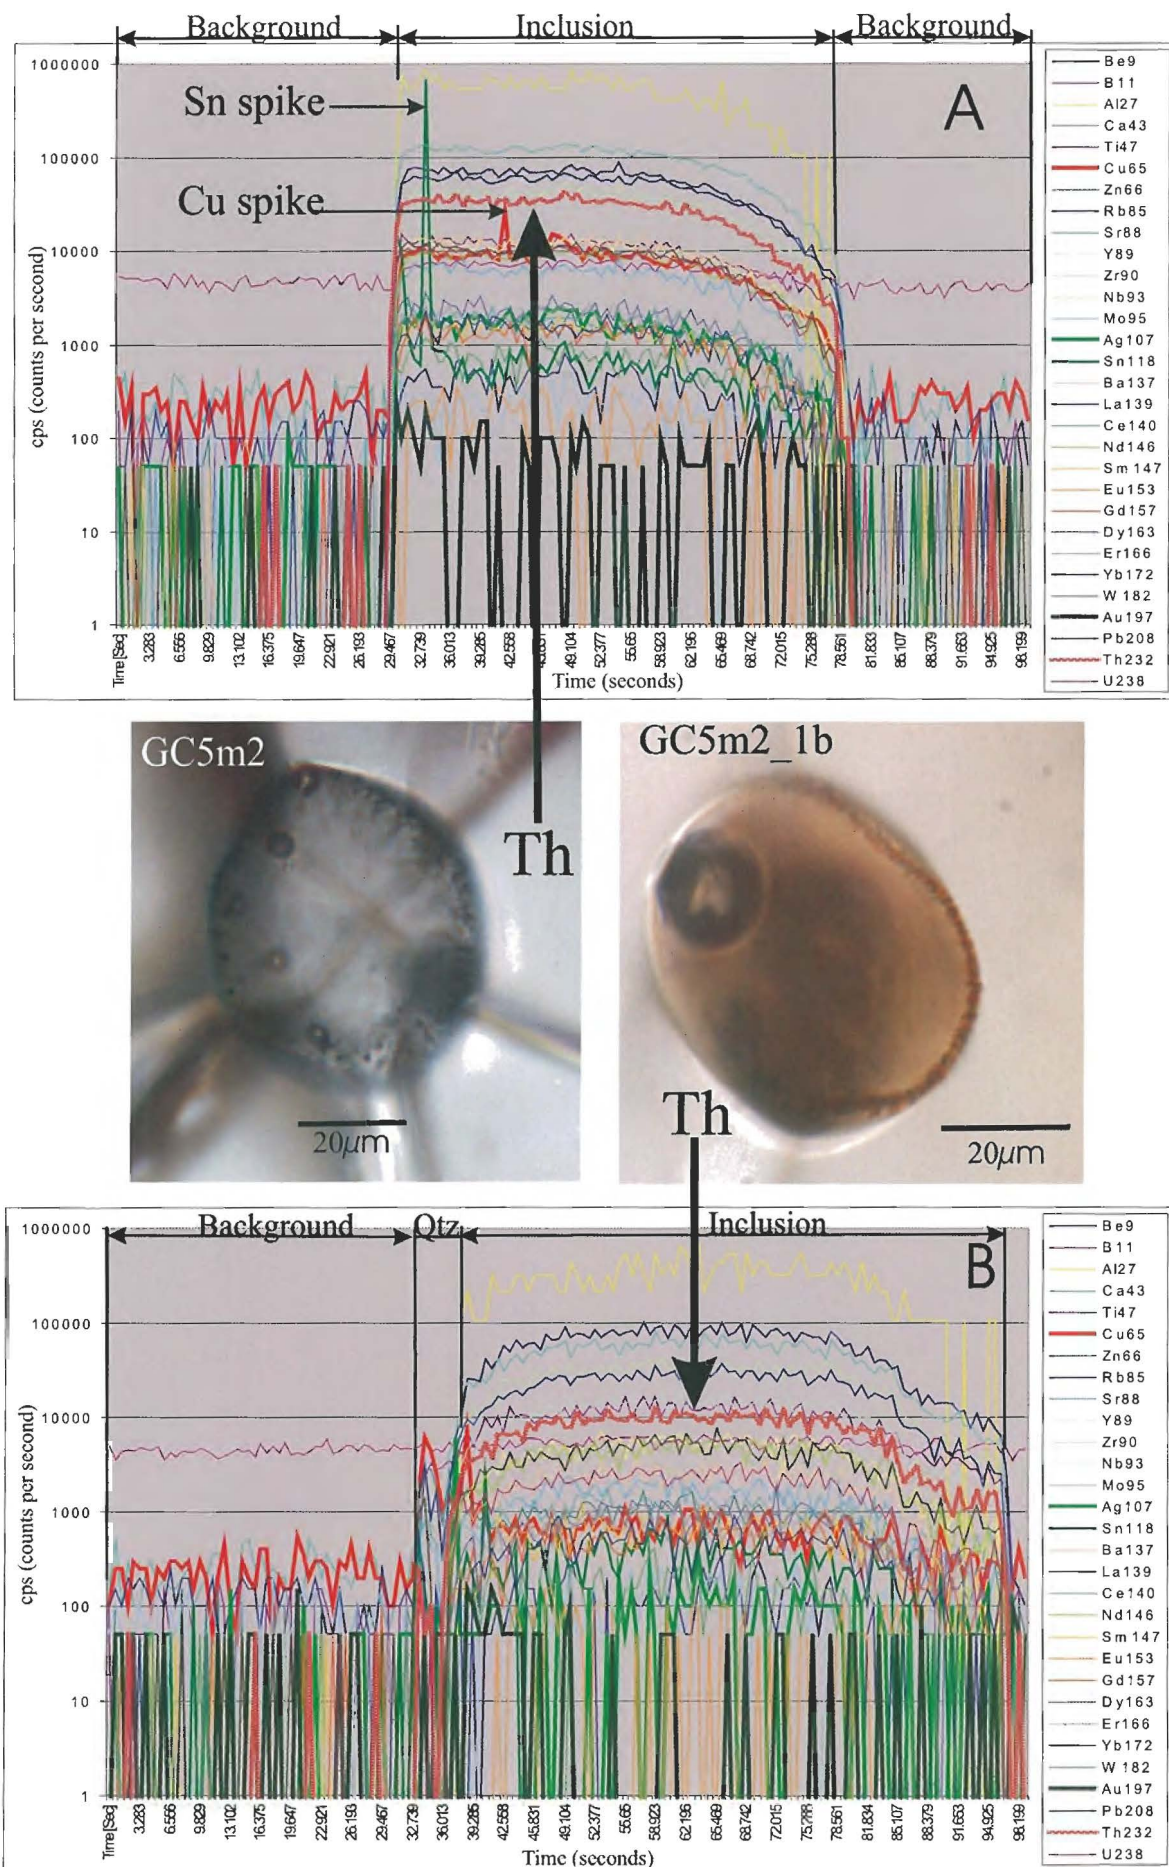 Background Inclusion Background
1000000
100000
10000
1000
100
10
1
cps (counts per second)
Sn spike
Cu spike
A
Time[Sec]
3.283
6.556
9.829
13.102
16.375
19.647
22.921
26.193
29.467
32.739
36.013
39.285
42.558
49.104
52.377
55.65
58.923
62.196
65.469
68.742
72.015
75.288
78.561
81.833
85.107
88.379
91.653
94.925
98.199
Time (seconds)
Be9
B11
Al27
Ca43
Ti47
Cu65
Zn66
Rb85
Sr88
Y89
Zr90
Nb93
Mo95
Ag107
Sn118
Ba137
La139
Ce140
Nd146
Sm147
Eu153
Gd157
Dy163
Er166
Yb172
W182
Au197
Pb208
Th232
U238
GC5m2
Th
20µm
GC5m2_1b
Th
20µm
Background Qtz Inclusion
1000000
100000
10000
1000
100
10
1
cps (counts per second)
B
Time[Sec]
3.283
6.556
9.829
13.102
16.375
19.647
22.921
26.193
29.467
32.739
36.013
39.285
42.558
45.831
49.104
52.377
55.65
58.923
62.196
65.469
68.742
72.015
75.288
78.561
81.834
85.107
88.379
91.653
94.925
98.199
Time (seconds)
Be9
B11
Al27
Ca43
Ti47
Cu65
Zn66
Rb85
Sr88
Y89
Zr90
Nb93
Mo95
Ag107
Sn118
Ba137
La139
Ce140
Nd146
Sm147
Eu153
Gd157
Dy163
Er166
Yb172
W182
Au197
Pb208
Th232
U238